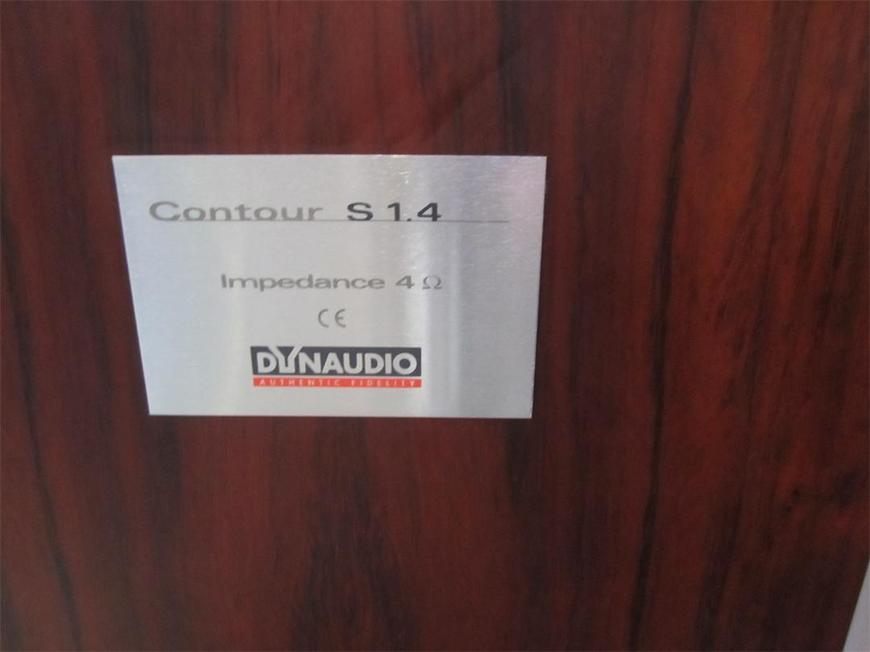 Contour S 1.4
Impedance 4 Ω
CE
DYNAUDIO
AUTHENTIC FIDELITY